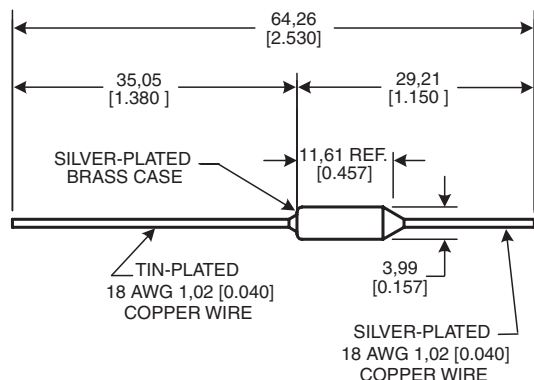 64,26
[2.530]
35,05
[1.380 ]
29,21
[1.150 ]
11,61 REF.
[0.457]
SILVER-PLATED
BRASS CASE
TIN-PLATED
18 AWG 1,02 [0.040]
COPPER WIRE
3,99
[0.157]
SILVER-PLATED
18 AWG 1,02 [0.040]
COPPER WIRE